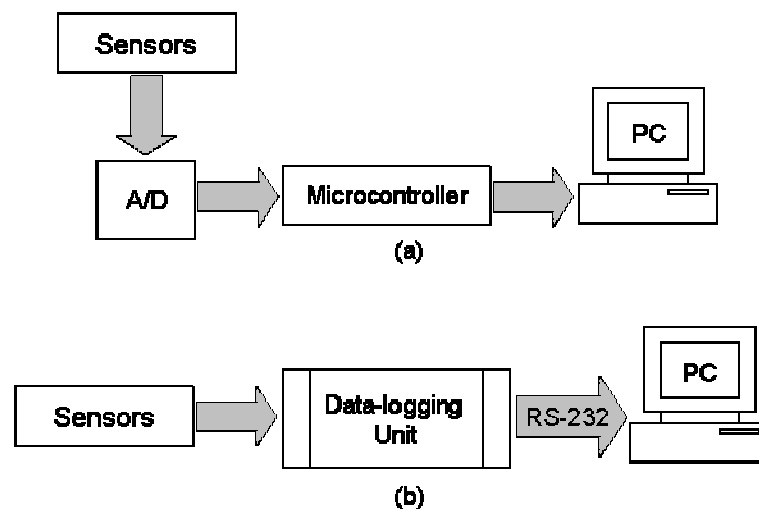 Sensors
A/D
Microcontroller
PC
(a)
Sensors
Data-logging
Unit
RS-232
PC
(b)